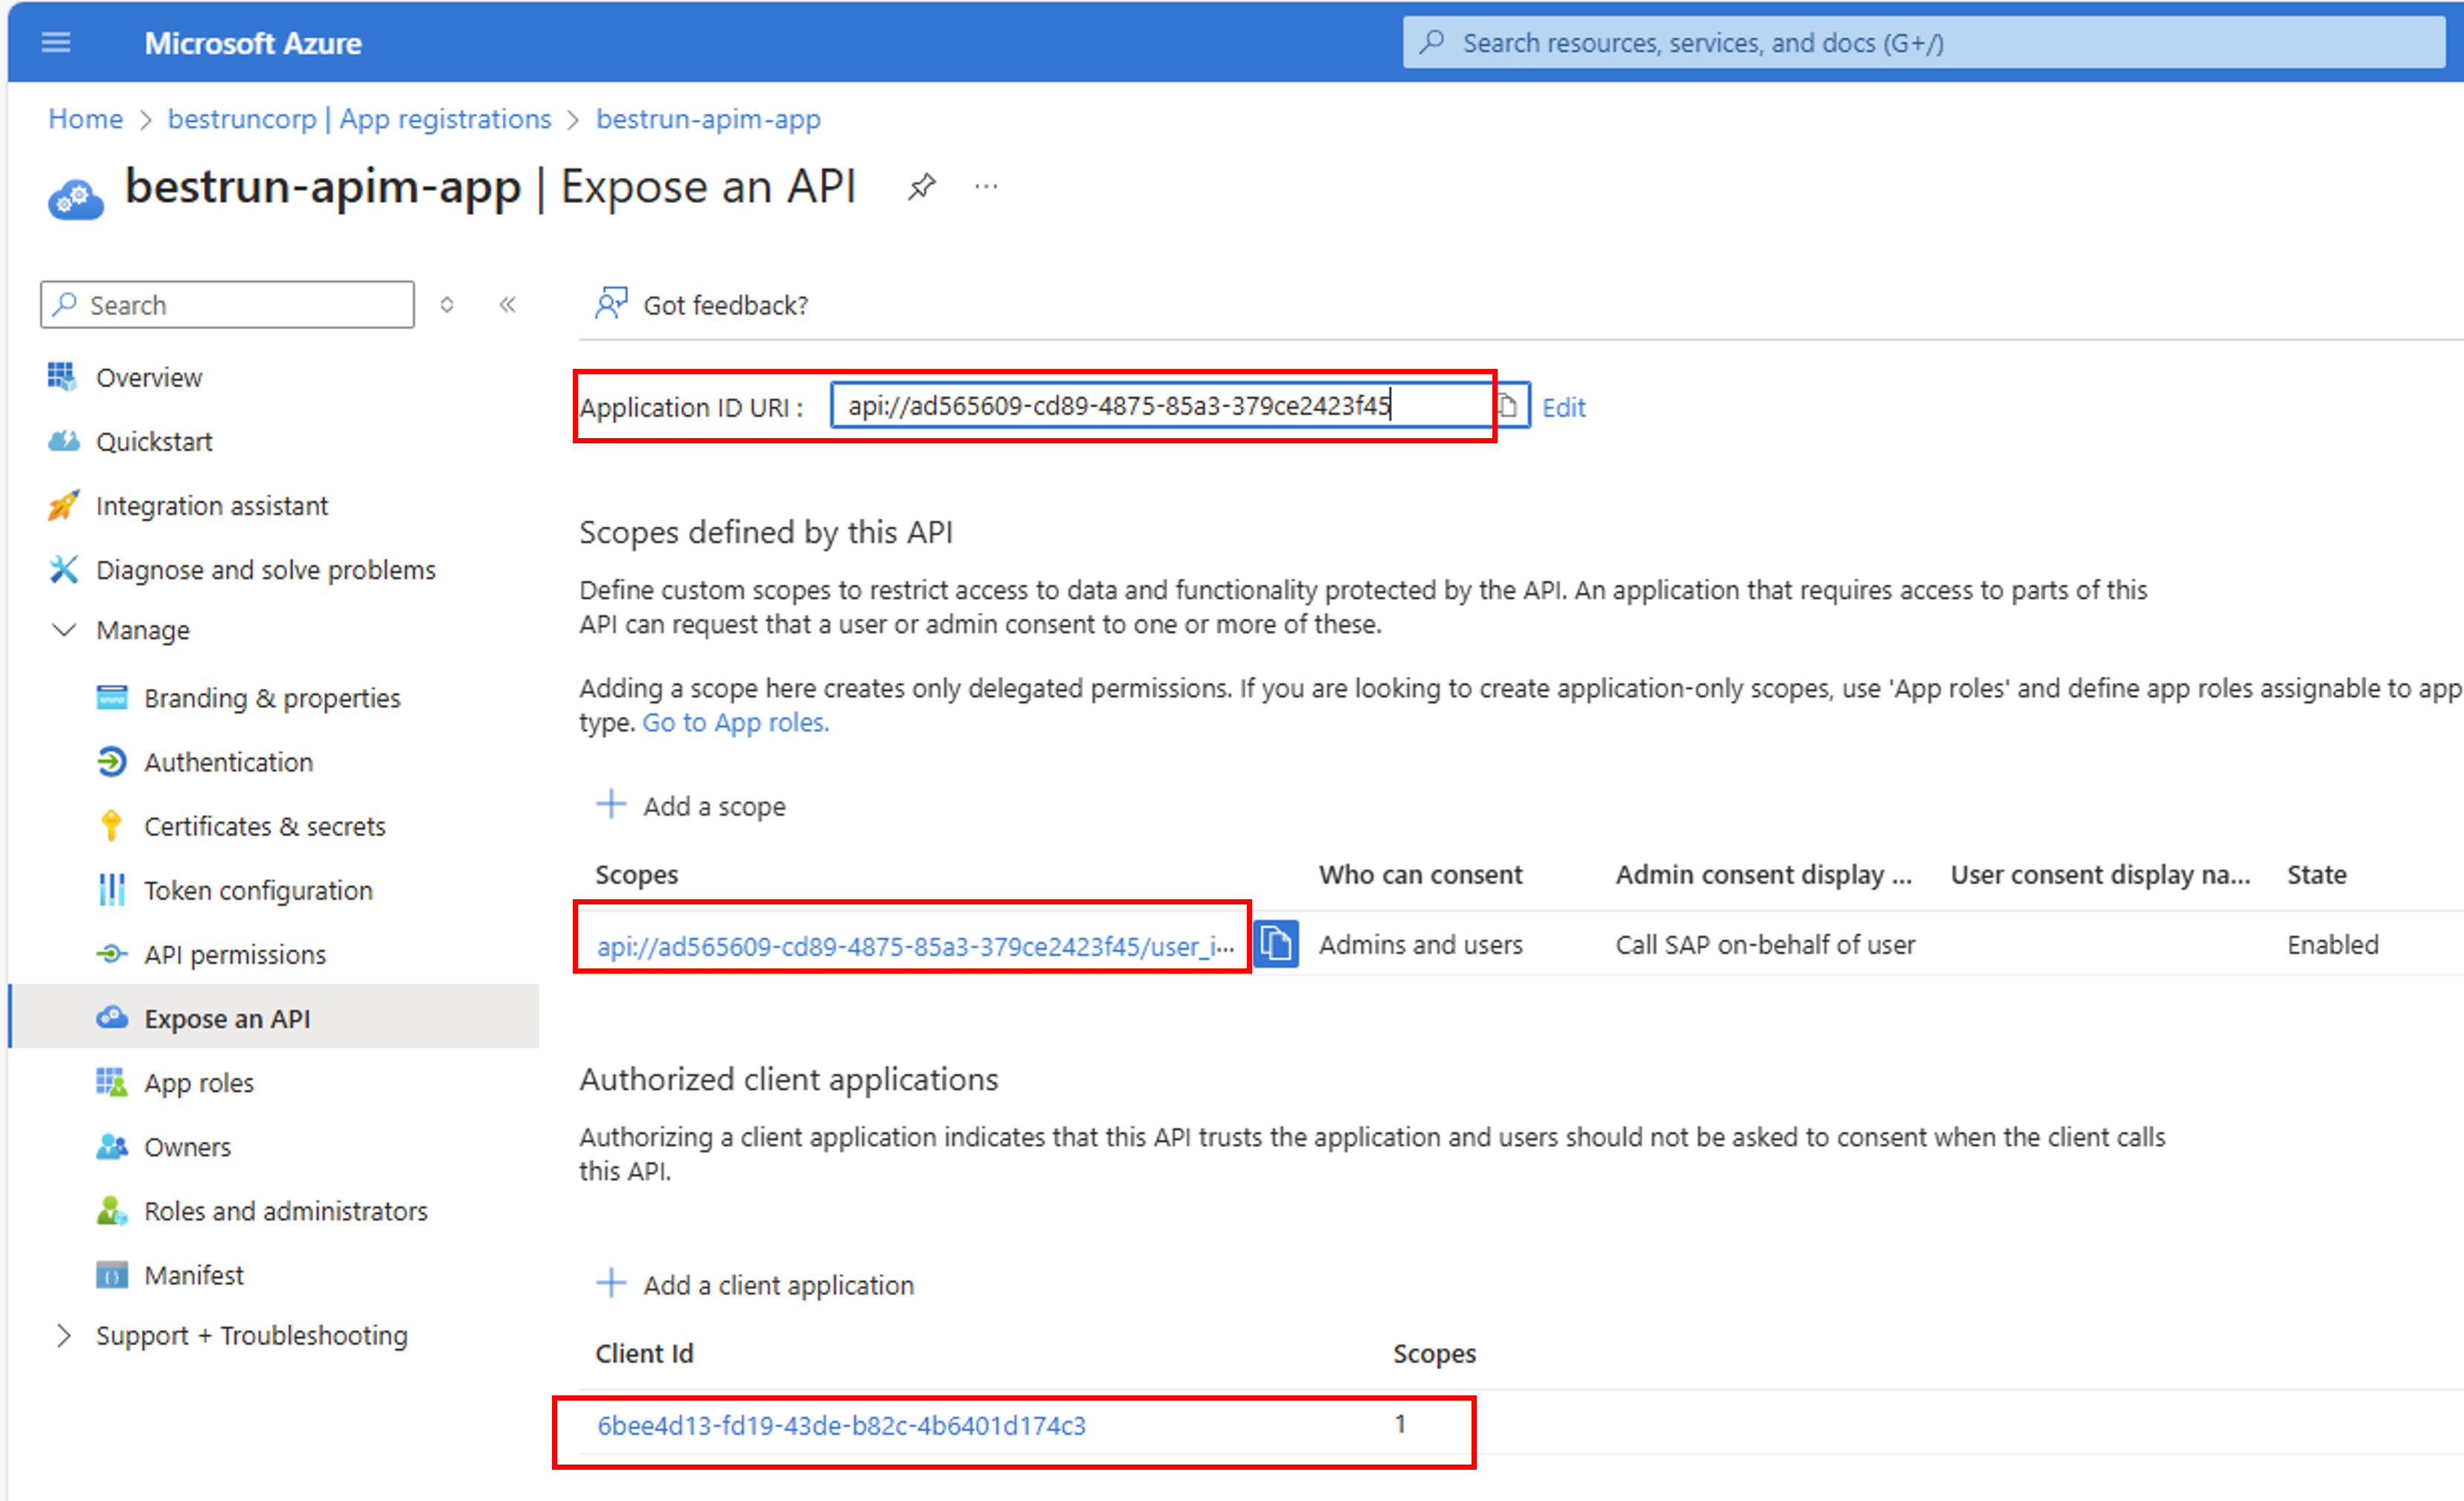 Microsoft Azure
Search resources, services, and docs (G+/)
Home > bestruncorp | App registrations > bestrun-apim-app
bestrun-apim-app | Expose an API
Search
Got feedback?
Overview
Quickstart
Integration assistant
Diagnose and solve problems
Manage
Branding & properties
Authentication
Certificates & secrets
Token configuration
API permissions
Expose an API
App roles
Owners
Roles and administrators
Manifest
Support + Troubleshooting
Application ID URI : api://ad565609-cd89-4875-85a3-379ce2423f45 Edit
Scopes defined by this API
Define custom scopes to restrict access to data and functionality protected by the API. An application that requires access to parts of this
API can request that a user or admin consent to one or more of these.
Adding a scope here creates only delegated permissions. If you are looking to create application-only scopes, use 'App roles' and define app roles assignable to app
type. Go to App roles.
Add a scope
Scopes Who can consent Admin consent display ... User consent display na... State
api://ad565609-cd89-4875-85a3-379ce2423f45/user_i... Admins and users Call SAP on-behalf of user Enabled
Authorized client applications
Authorizing a client application indicates that this API trusts the application and users should not be asked to consent when the client calls
this API.
Add a client application
Client Id Scopes
6bee4d13-fd19-43de-b82c-4b6401d174c3 1